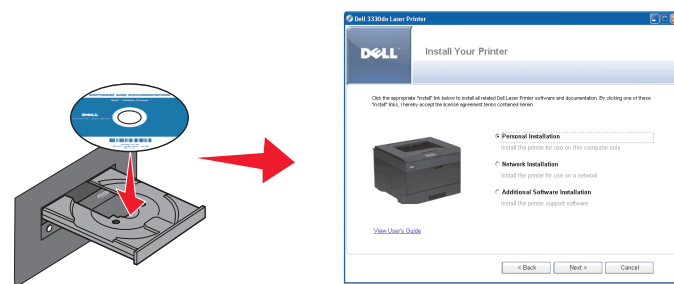 SOFTWARE AND DOCUMENTATION
DELL
Dell 3330dn Laser Printer
DELL
Install Your Printer
Click the appropriate "Install" link below to install all related Dell Laser Printer software and documentation. By clicking one of these
"Install" links, I hereby accept the license agreement terms contained herein.
Personal Installation
Install the printer for use on this computer only
Network Installation
Install the printer for use on a network
Additional Software Installation
Install the printer support software
View User's Guide
< Back
Next >
Cancel